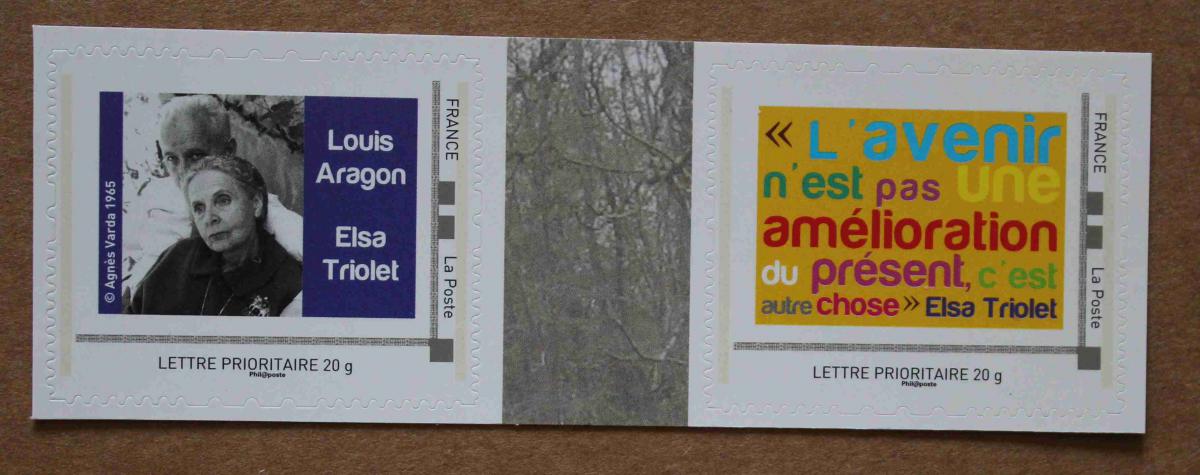 © Agnès Varda 1965
Louis
Aragon
Elsa
Triolet
FRANCE
La Poste
LETTRE PRIORITAIRE 20 g
Phil@poste
« L'avenir
n'est pas une
amélioration
du présent, c'est
autre chose » Elsa Triolet
FRANCE
La Poste
LETTRE PRIORITAIRE 20 g
Phil@poste